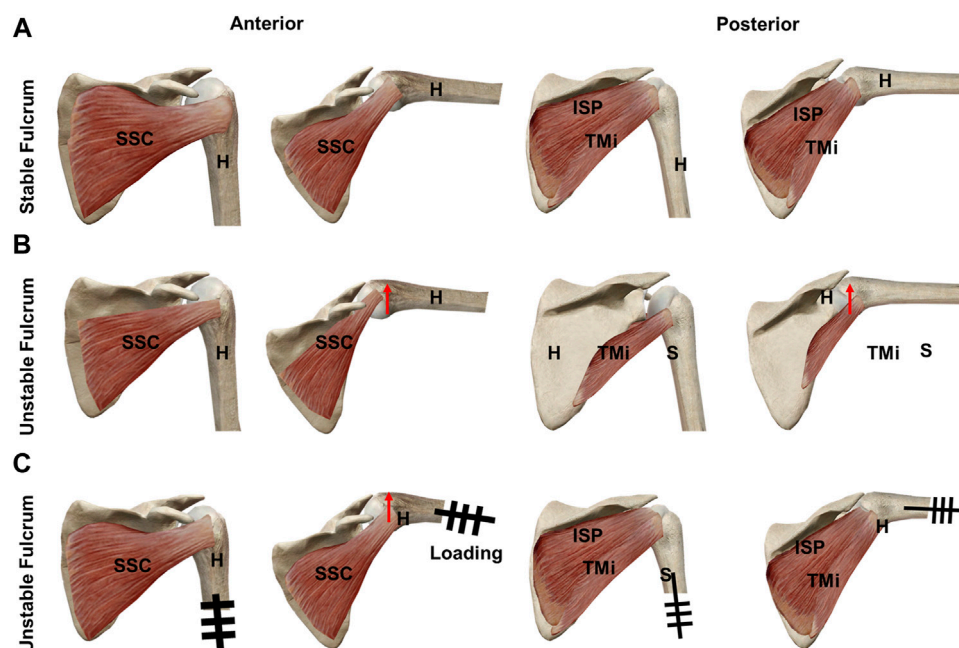 A
Anterior
Posterior
Stable Fulcrum
SSC
H
SSC
H
ISP
TMi
H
ISP
TMi
H
B
Unstable Fulcrum
SSC
H
SSC
H
H
TMi
S
H
TMi
S
C
Unstable Fulcrum
SSC
H
SSC
H
Loading
ISP
TMi
S
ISP
TMi
H